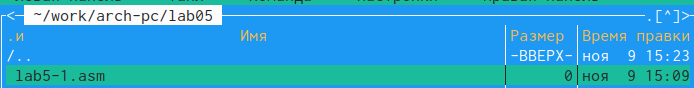 <- ~/work/arch-pc/lab05 .[^]>
.и Имя Размер Время правки
/.. -ВВЕРХ- ноя 9 15:23
lab5-1.asm 0 ноя 9 15:09